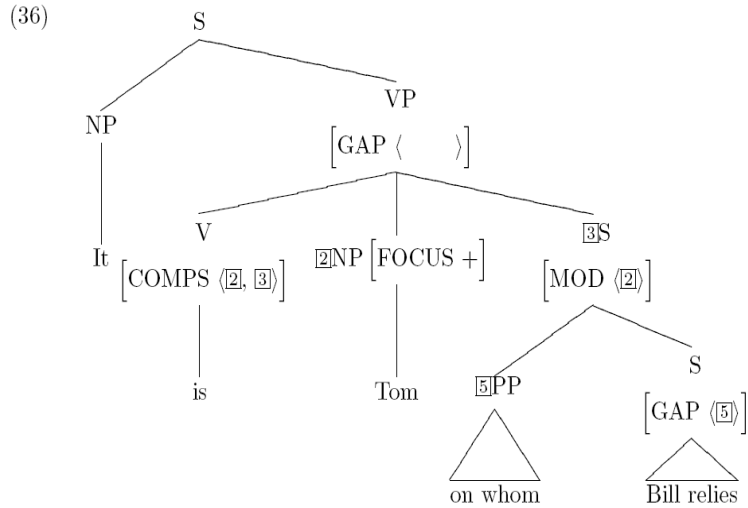 (36)
S
NP VP
[GAP ⟨ ⟩]
V 2NP [FOCUS +] 3S
It [COMPS ⟨2, 3⟩] [MOD ⟨2⟩]
5PP S
is Tom [GAP ⟨5⟩]
on whom Bill relies